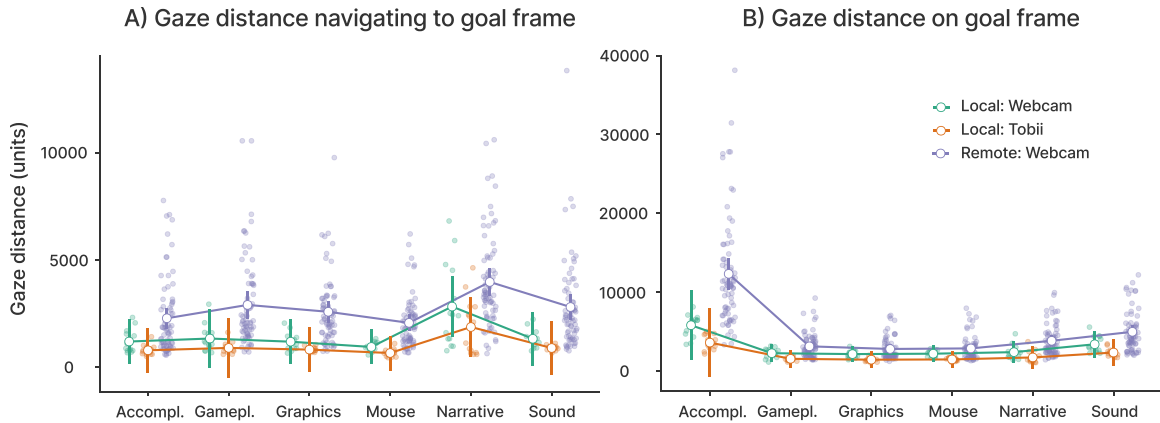 A) Gaze distance navigating to goal frame
Gaze distance (units)
10000
5000
0
Accompl. Gamepl. Graphics Mouse Narrative Sound
B) Gaze distance on goal frame
40000
30000
20000
10000
0
Local: Webcam
Local: Tobii
Remote: Webcam
Accompl. Gamepl. Graphics Mouse Narrative Sound